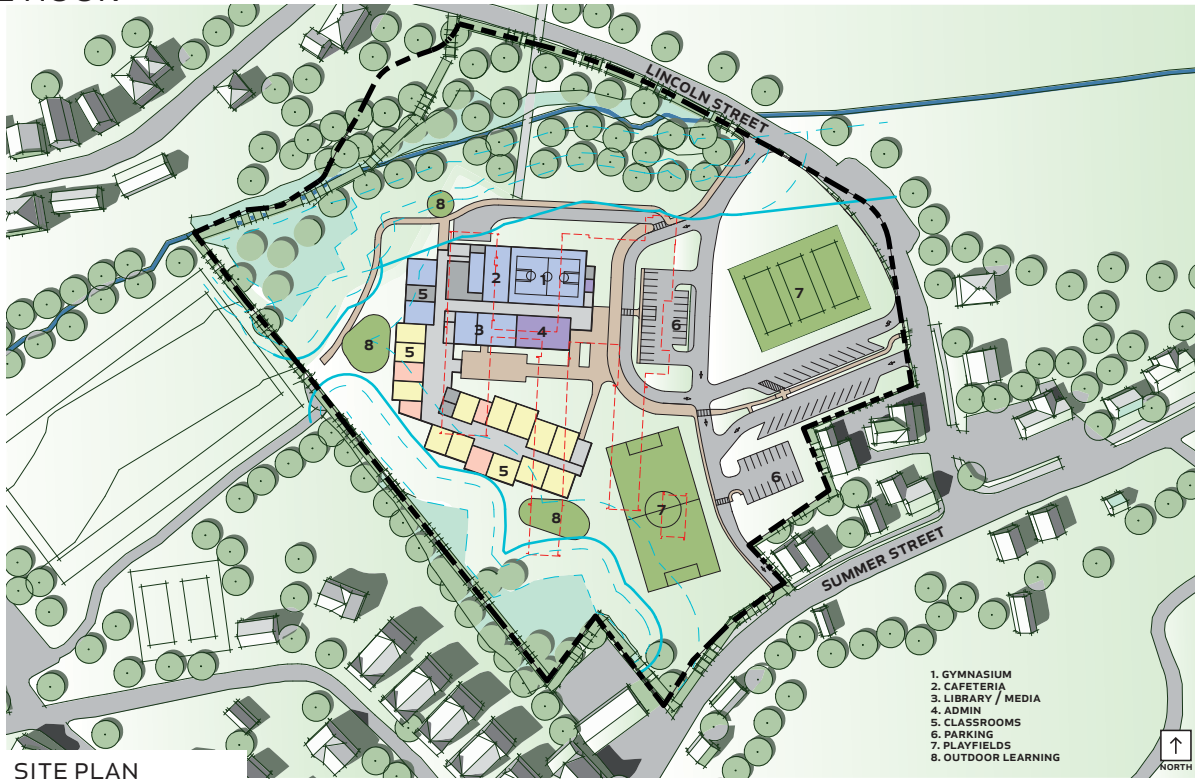 LINCOLN STREET
8
2
1
5
3
4
6
7
8
5
5
6
7
8
SUMMER STREET
1. GYMNASIUM
2. CAFETERIA
3. LIBRARY / MEDIA
4. ADMIN
5. CLASSROOMS
6. PARKING
7. PLAYFIELDS
8. OUTDOOR LEARNING
NORTH
SITE PLAN